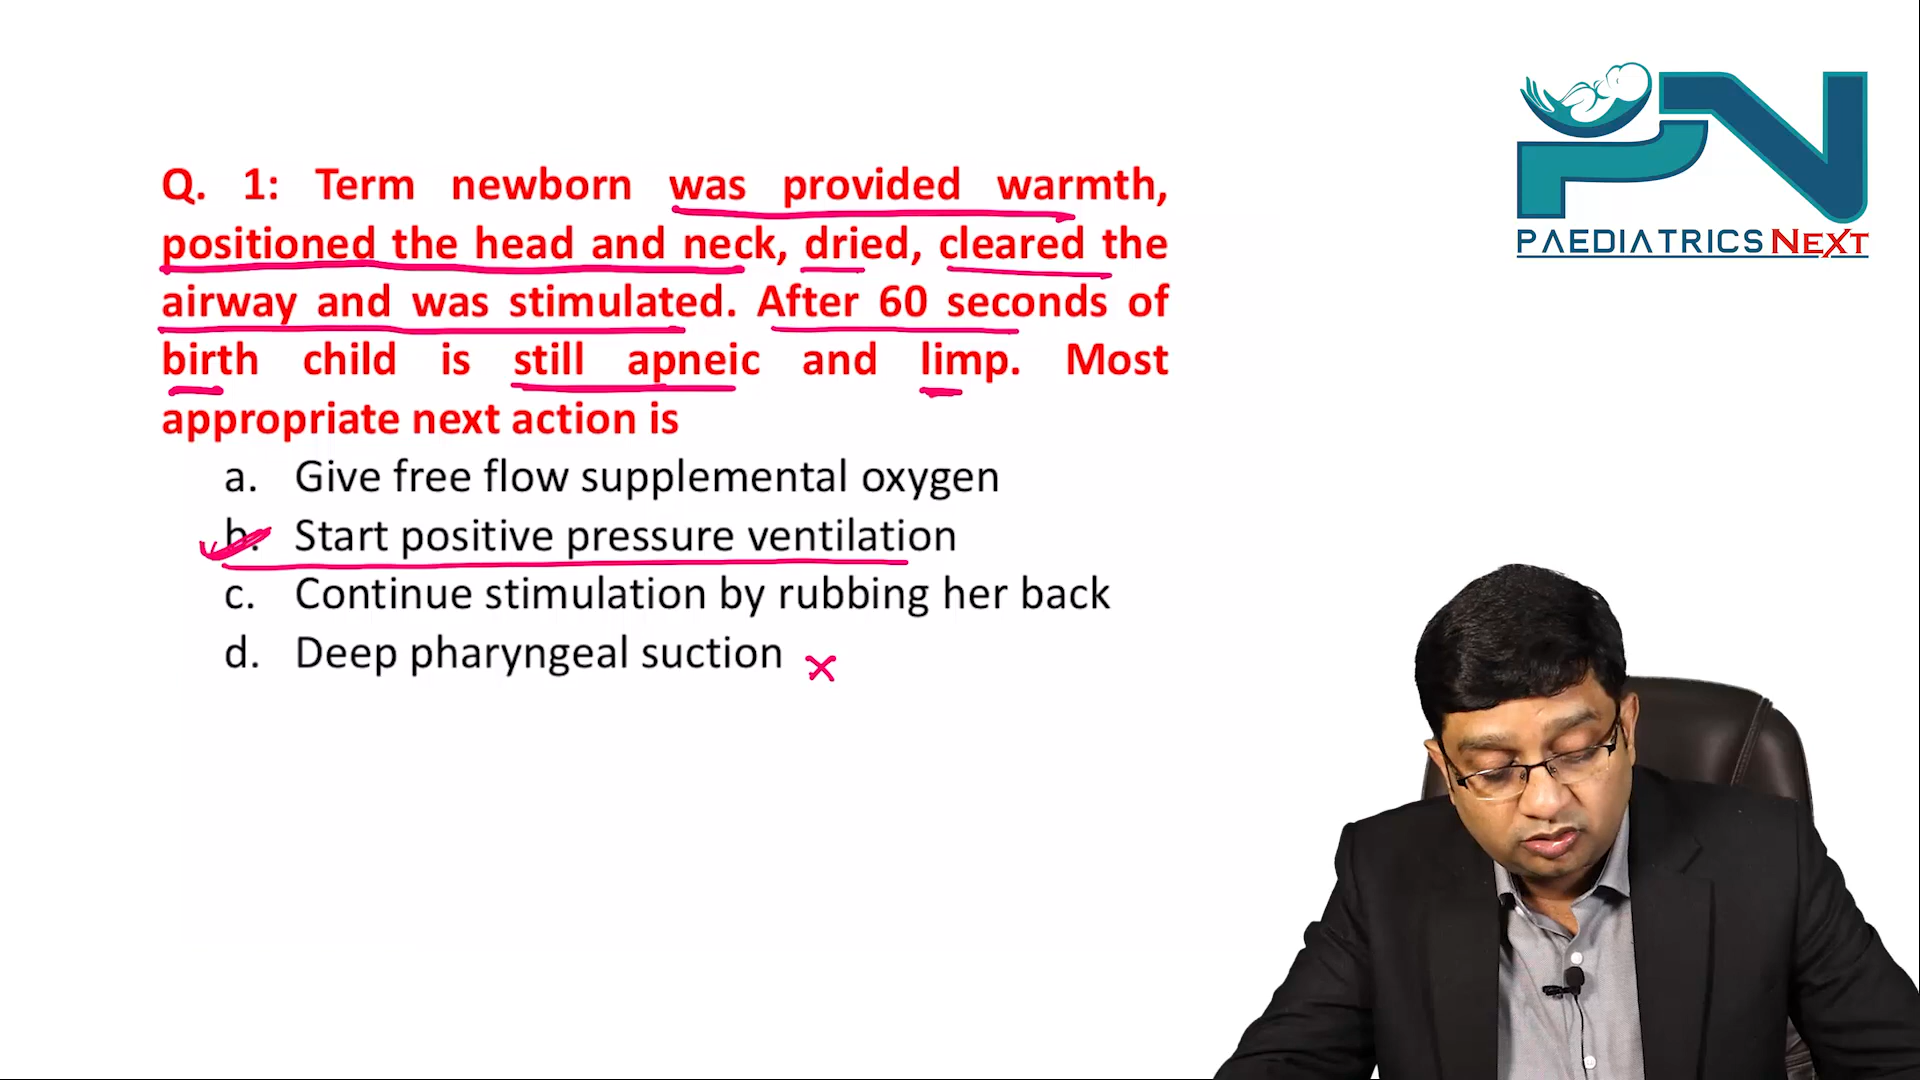 Q. 1: Term newborn was provided warmth,
positioned the head and neck, dried, cleared the
airway and was stimulated. After 60 seconds of
birth child is still apneic and limp. Most
appropriate next action is
a. Give free flow supplemental oxygen
b. Start positive pressure ventilation
c. Continue stimulation by rubbing her back
d. Deep pharyngeal suction
PN
PAEDIATRICS NEXT